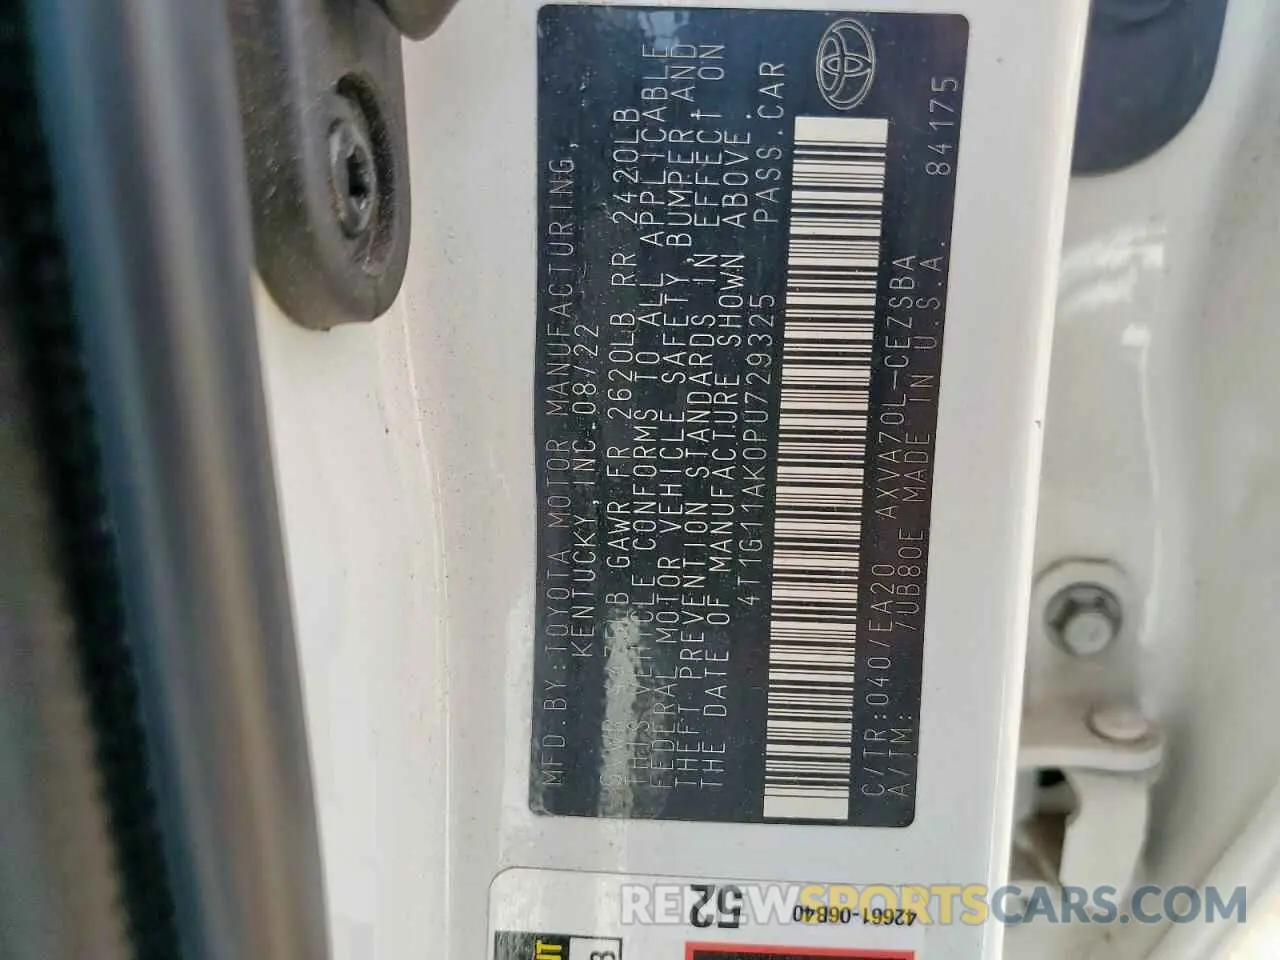 MFD.BY:TOYOTA MOTOR MANUFACTURING,
KENTUCKY,INC. 08/22
GAWR FR 2620LB RR 2420LB
THIS VEHICLE CONFORMS TO ALL APPLICABLE
FEDERAL MOTOR VEHICLE SAFETY,BUMPER,AND
THEFT PREVENTION STANDARDS IN EFFECT ON
THE DATE OF MANUFACTURE SHOWN ABOVE.
4T1G11AK0PU729325 PASS.CAR
C/TR:040/EA20 AXVA70L-CEZSBA
A/TM: /UB80E MADE IN U.S.A. 84175
52
42661-06B40
RENEWSPORTSCARS.COM